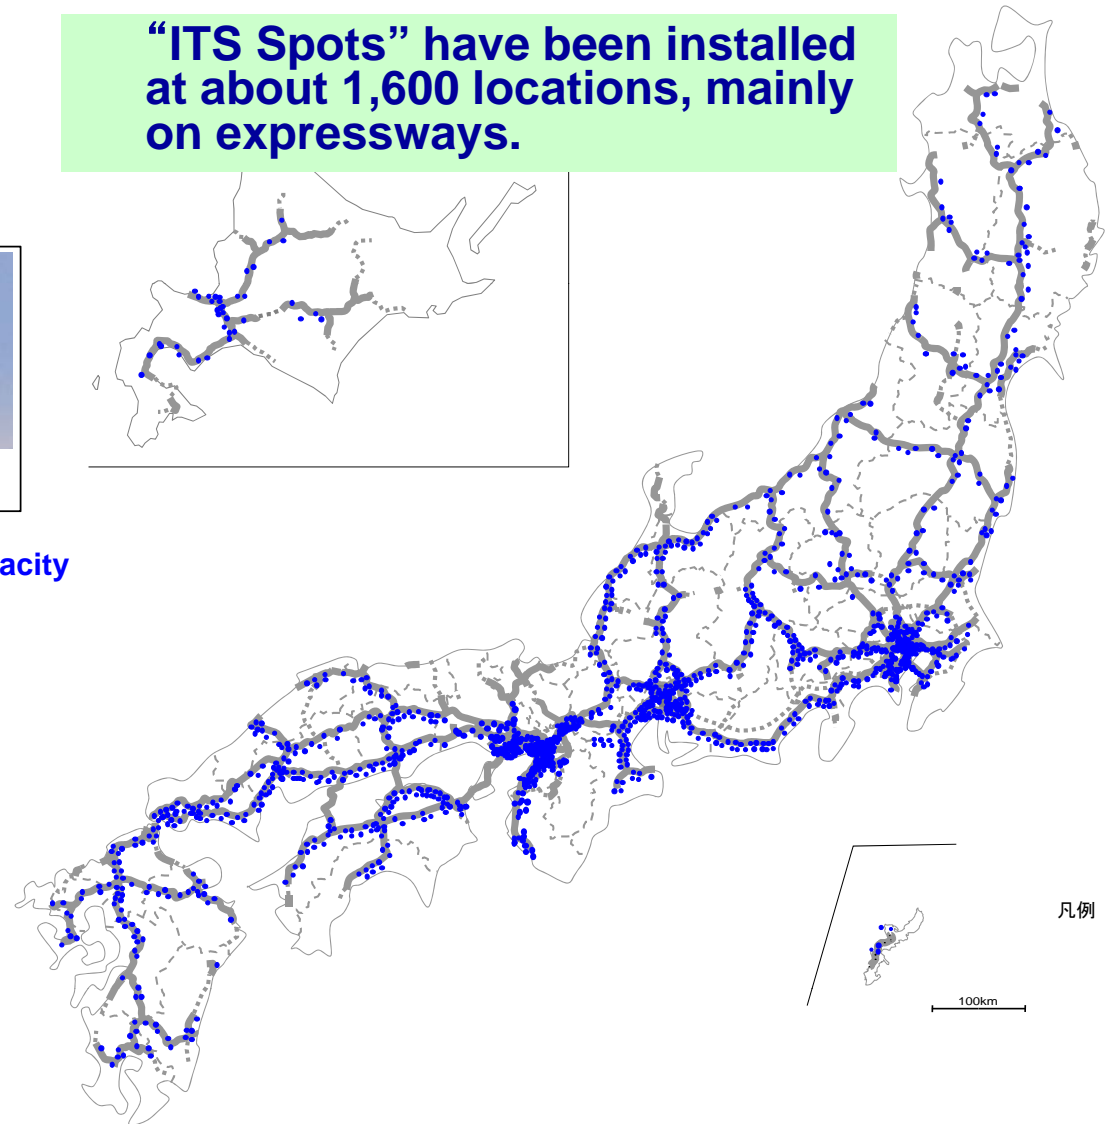 “ITS Spots” have been installed
at about 1,600 locations, mainly
on expressways.
acity
凡例
100km